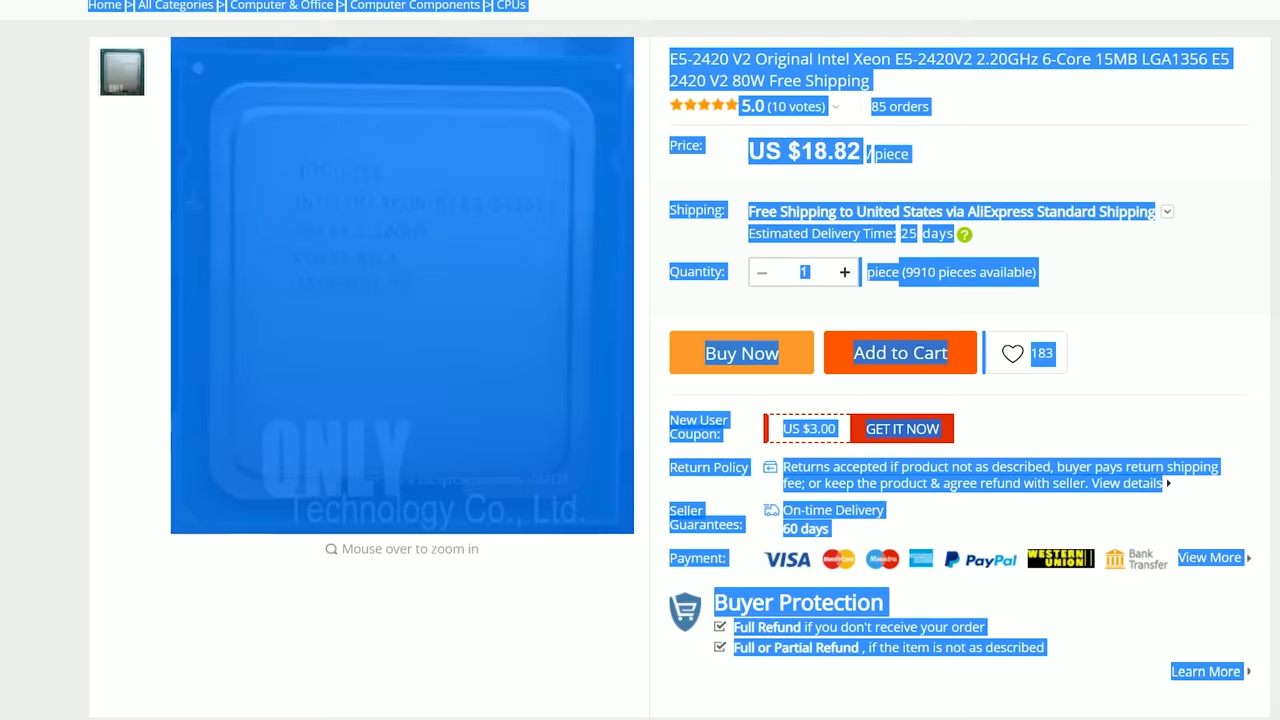 Home > All Categories > Computer & Office > Computer Components > CPUs
E5-2420 V2 Original Intel Xeon E5-2420V2 2.20GHz 6-Core 15MB LGA1356 E5
2420 V2 80W Free Shipping
5.0 (10 votes)
85 orders
Price:
US $18.82 / piece
Shipping:
Free Shipping to United States via AliExpress Standard Shipping
Estimated Delivery Time: 25 days ?
Quantity:
1
piece (9910 pieces available)
Buy Now
Add to Cart
183
New User
Coupon:
US $3.00
GET IT NOW
Return Policy
Returns accepted if product not as described, buyer pays return shipping
fee; or keep the product & agree refund with seller. View details
Seller
Guarantees:
On-time Delivery
60 days
Payment:
VISA
MasterCard
Maestro
PayPal
WESTERN
UNION
Bank
Transfer
View More
Buyer Protection
Full Refund if you don't receive your order
Full or Partial Refund , if the item is not as described
Learn More
ONLY
Technology Co., Ltd.
Mouse over to zoom in